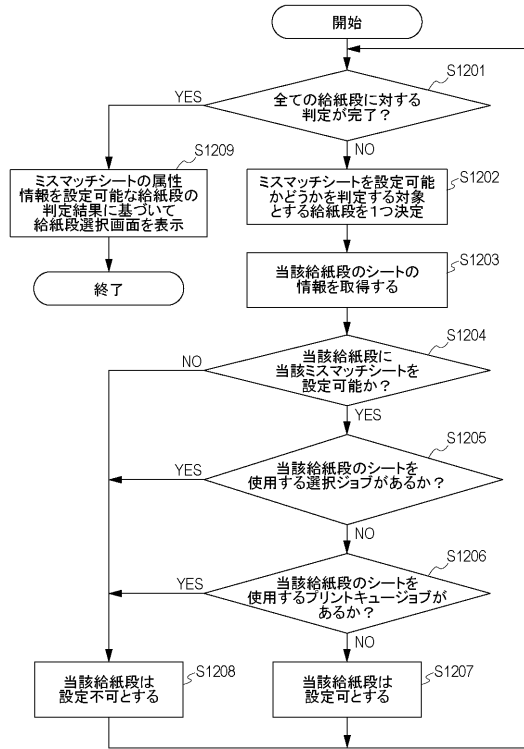 開始
S1201
全ての給紙段に対する
判定が完了？
YES
NO
S1209
ミスマッチシートの属性
情報を設定可能な給紙段の
判定結果に基づいて
給紙段選択画面を表示
終了
S1202
ミスマッチシートを設定可能
かどうかを判定する対象
とする給紙段を1つ決定
S1203
当該給紙段のシートの
情報を取得する
S1204
当該給紙段に
当該ミスマッチシートを
設定可能か？
NO
YES
S1205
当該給紙段のシートを
使用する選択ジョブがあるか？
YES
NO
S1206
当該給紙段のシートを
使用するプリントキュージョブが
あるか？
YES
NO
S1208
当該給紙段は
設定不可とする
S1207
当該給紙段は
設定可とする